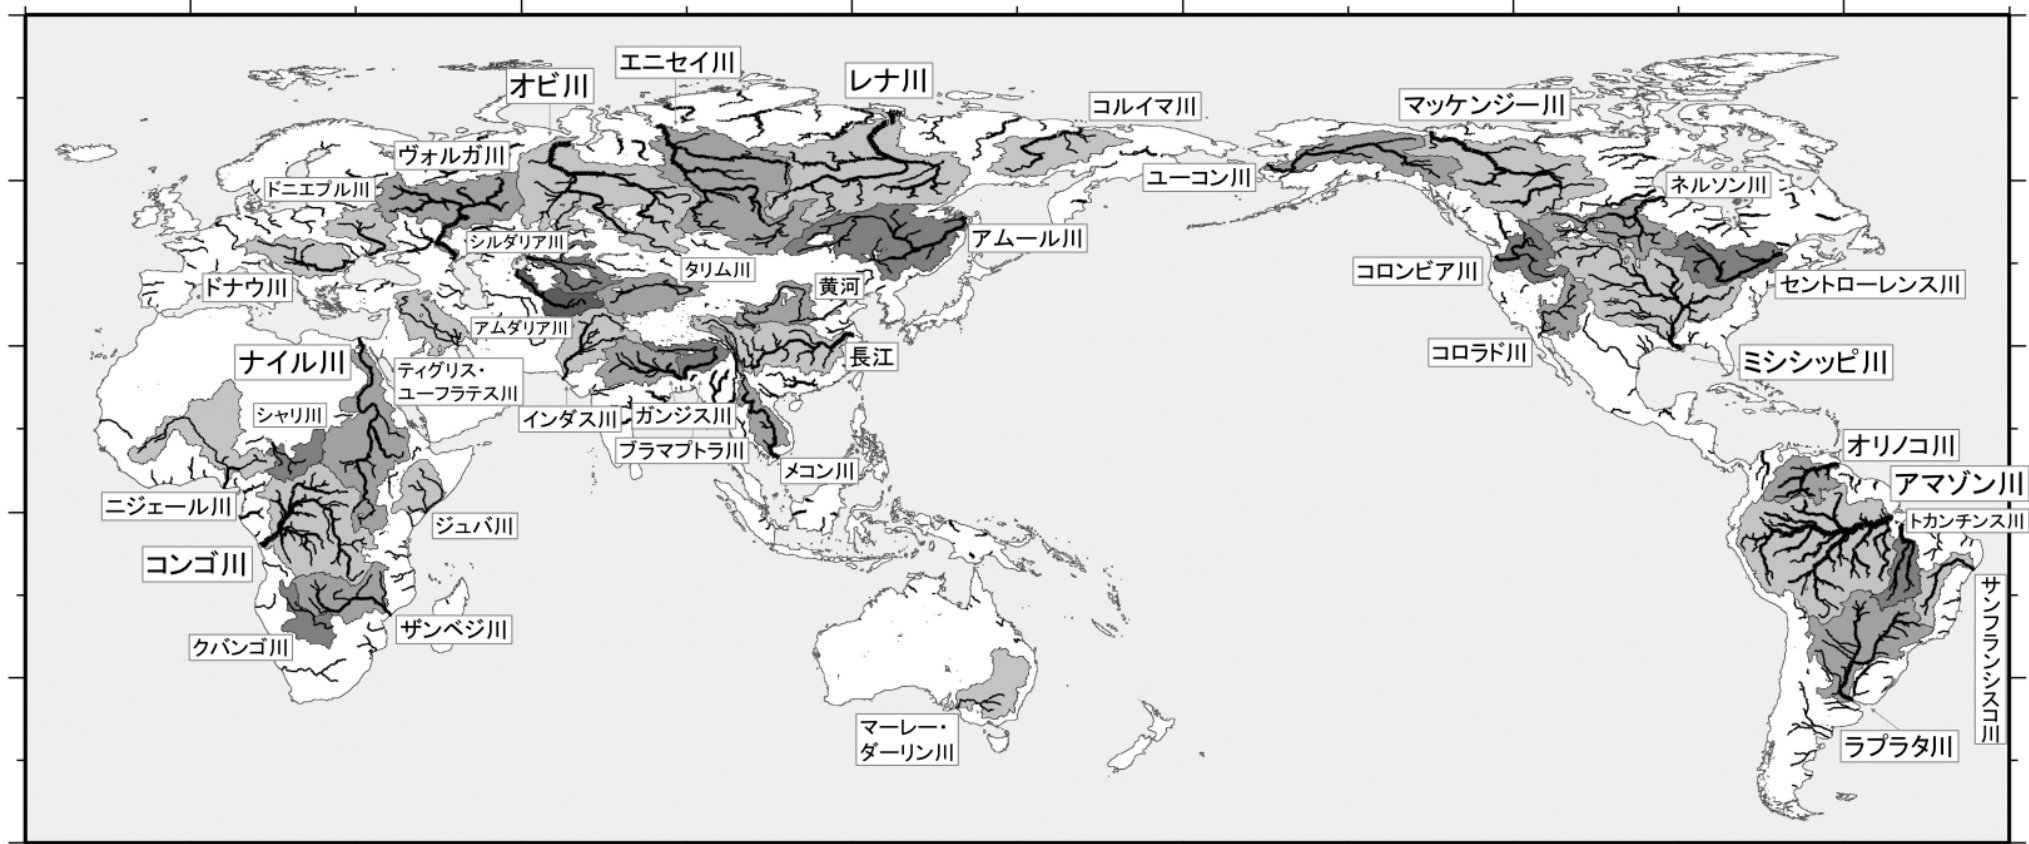 エニセイ川
オビ川
レナ川
コルイマ川
マッケンジー川
ヴォルガ川
ユーコン川
ドニエプル川
ネルソン川
シルダリア川
アムール川
タリム川
コロンビア川
ドナウ川
黄河
セントローレンス川
アムダリア川
コロラド川
長江
ナイル川
ミシシッピ川
ティグリス・
ユーフラテス川
シャリ川
インダス川
ガンジス川
ブラマプトラ川
オリノコ川
メコン川
アマゾン川
ニジェール川
ジュバ川
トカンチンス川
コンゴ川
ザンベジ川
クバンゴ川
サンフランシスコ川
マーレー・
ダーリン川
ラプラタ川